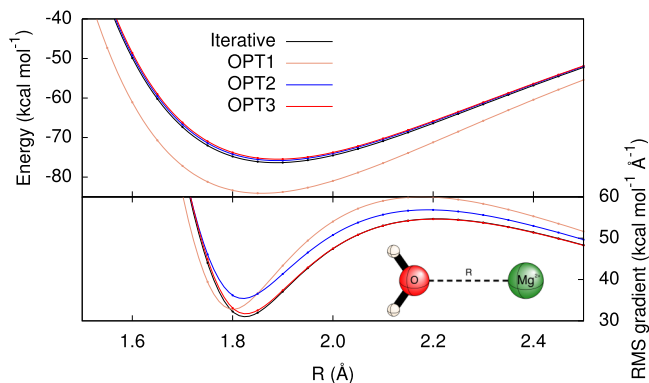 -40
-50
-60
-70
-80
Energy (kcal mol⁻¹)
Iterative
OPT1
OPT2
OPT3
60
50
40
30
RMS gradient (kcal mol⁻¹ Å⁻¹)
O
R
Mg²⁺
1.6
1.8
2.0
2.2
2.4
R (Å)